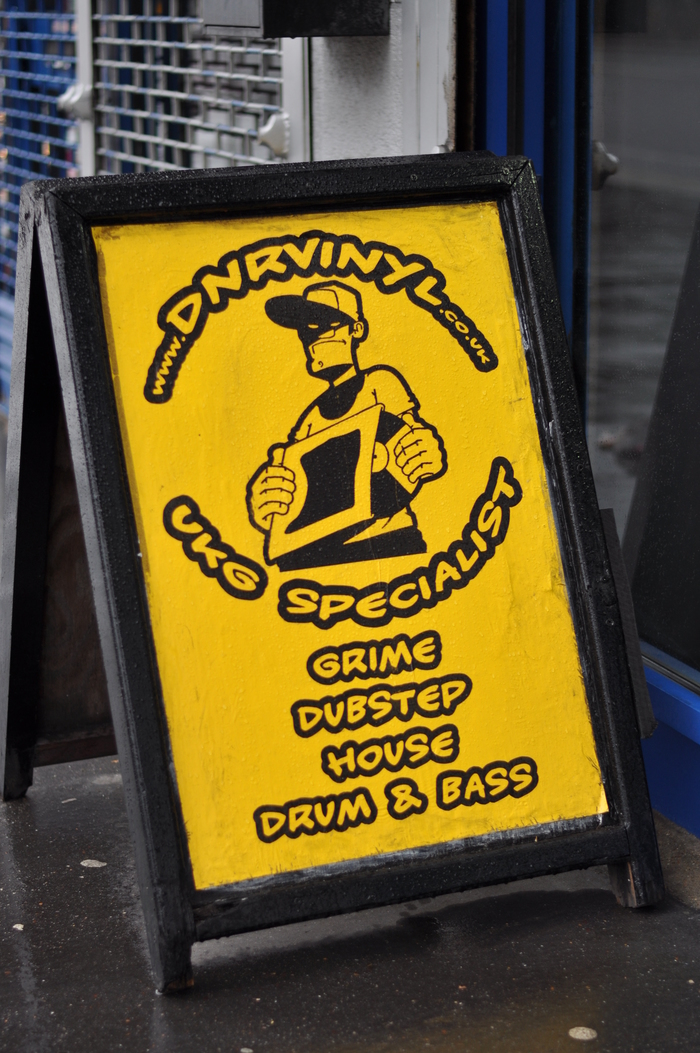 www.DNRVINYL.co.uk
UKG SPECIALIST
GRIME
DUBSTEP
HOUSE
DRUM & BASS